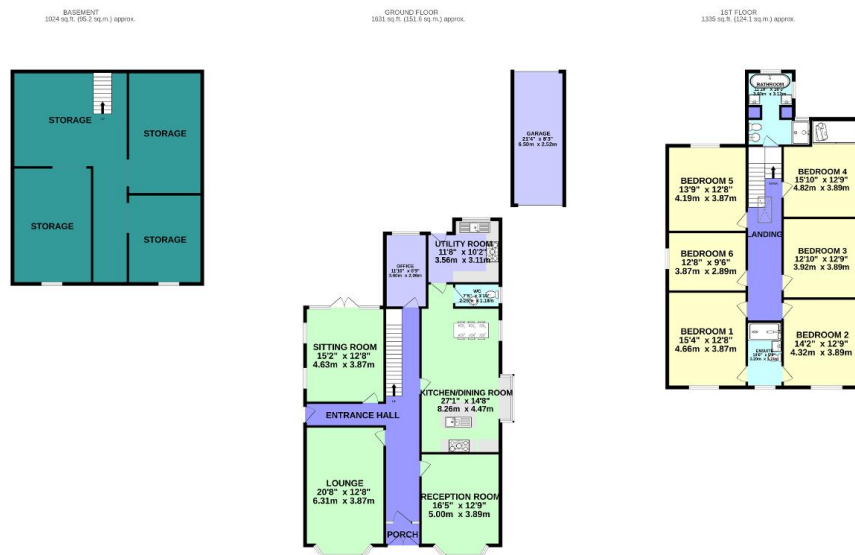 BASEMENT
1024 sq.ft. (95.2 sq.m.) approx.
STORAGE
STORAGE
STORAGE
STORAGE
GROUND FLOOR
1631 sq.ft. (151.6 sq.m.) approx.
GARAGE
21'4" x 8'3"
6.50m x 2.52m
UTILITY ROOM
11'8" x 10'2"
3.56m x 3.11m
OFFICE
WC
SITTING ROOM
15'2" x 12'8"
4.63m x 3.87m
KITCHEN/DINING ROOM
27'1" x 14'8"
8.26m x 4.47m
ENTRANCE HALL
LOUNGE
20'8" x 12'8"
6.31m x 3.87m
RECEPTION ROOM
16'5" x 12'9"
5.00m x 3.89m
PORCH
1ST FLOOR
1335 sq.ft. (124.1 sq.m.) approx.
BATHROOM
BEDROOM 5
13'9" x 12'8"
4.19m x 3.87m
BEDROOM 4
15'10" x 12'9"
4.82m x 3.89m
LANDING
BEDROOM 6
12'8" x 9'6"
3.87m x 2.89m
BEDROOM 3
12'10" x 12'9"
3.92m x 3.89m
BEDROOM 1
15'4" x 12'8"
4.66m x 3.87m
BEDROOM 2
14'2" x 12'9"
4.32m x 3.89m
ENSUITE